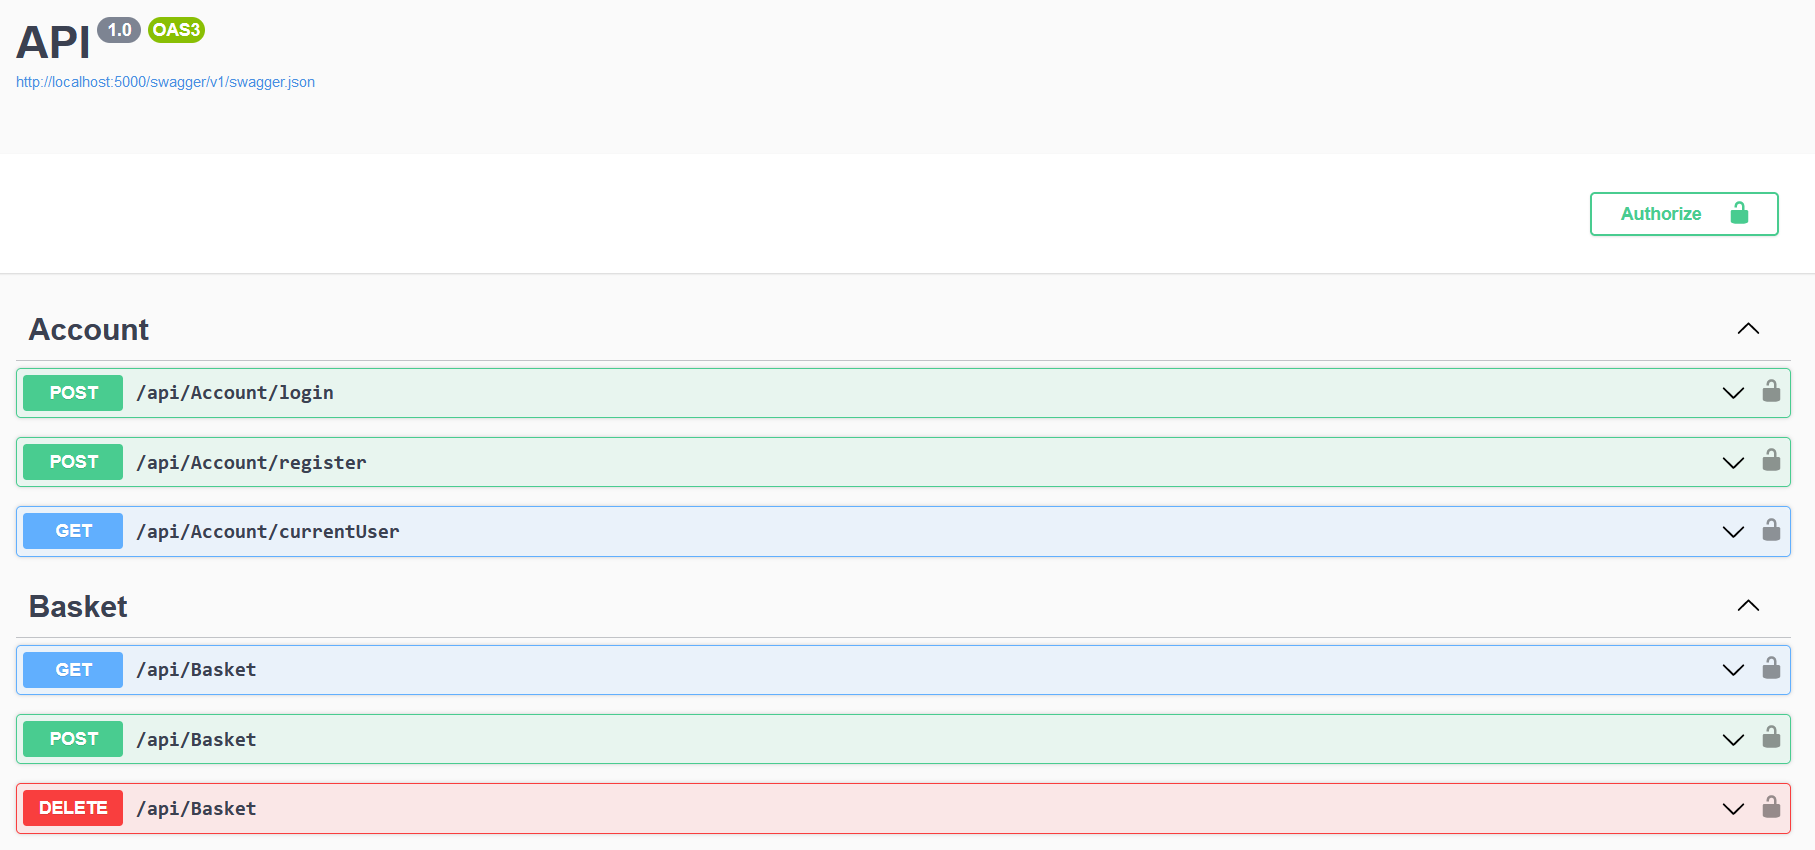 API 1.0 OAS3
http://localhost:5000/swagger/v1/swagger.json
Authorize
Account
POST /api/Account/login
POST /api/Account/register
GET /api/Account/currentUser
Basket
GET /api/Basket
POST /api/Basket
DELETE /api/Basket